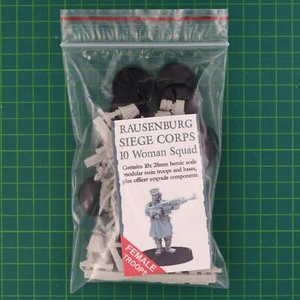 RAUSENBURG
SIEGE CORPS
10 Woman Squad
Contains 10x 28mm heroic scale
modular resin troops and bases,
plus officer upgrade components.
FEMALE
TROOPS